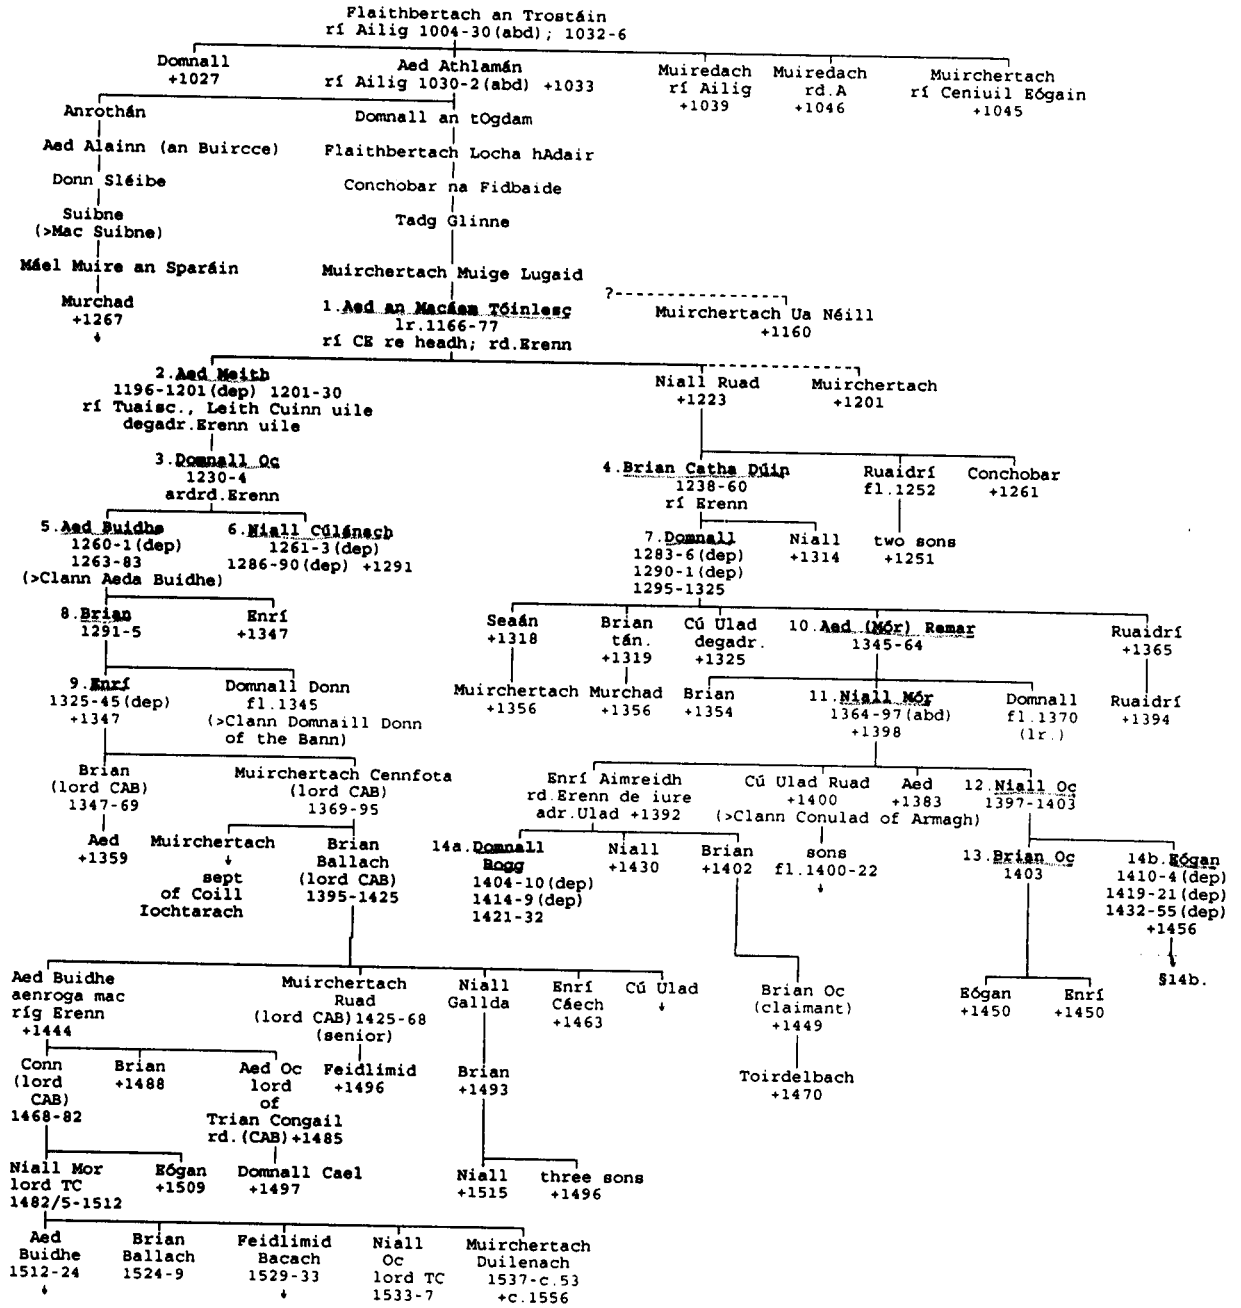 Flaithbertach an Trostáin
rí Ailig 1004-30(abd); 1032-6
Domnall
+1027
Aed Athlamán
rí Ailig 1030-2(abd) +1033
Muiredach
rí Ailig
+1039
Muiredach
rd.A
+1046
Muirchertach
rí Ceniuil Eógain
+1045
Anrothán
Domnall an tOgdam
Aed Alainn (an Buircce)
Flaithbertach Locha hAdair
Donn Sléibe
Conchobar na Fidbaide
Suibne
(>Mac Suibne)
Tadg Glinne
Máel Muire an Sparáin
Muirchertach Muige Lugaid
Murchad
+1267
1.Aed an Macáem Tóinlesc
lr.1166-77
rí CE re headh; rd.Erenn
?
Muirchertach Ua Néill
+1160
2.Aed Meith
1196-1201(dep) 1201-30
rí Tuaisc., Leith Cuinn uile
degadr.Erenn uile
Niall Ruad
+1223
Muirchertach
+1201
3.Domnall Oc
1230-4
ardrd.Erenn
4.Brian Catha Dúin
1238-60
rí Erenn
Ruaidrí
fl.1252
Conchobar
+1261
5.Aed Buidhe
1260-1(dep)
1263-83
(>Clann Aeda Buidhe)
6.Niall Cúlánach
1261-3(dep)
1286-90(dep) +1291
7.Domnall
1283-6(dep)
1290-1(dep)
1295-1325
Niall
+1314
two sons
+1251
8.Brian
1291-5
Enrí
+1347
Seaán
+1318
Brian
tán.
+1319
Cú Ulad
degadr.
+1325
10.Aed (Mór) Remar
1345-64
Ruaidrí
+1365
9.Enrí
1325-45(dep)
+1347
Domnall Donn
fl.1345
(>Clann Domnaill Donn
of the Bann)
Muirchertach
+1356
Murchad
+1356
Brian
+1354
11.Niall Mór
1364-97(abd)
+1398
Domnall
fl.1370
(lr.)
Ruaidrí
+1394
Brian
(lord CAB)
1347-69
Muirchertach Cennfota
(lord CAB)
1369-95
Enrí Aimreidh
rd.Erenn de iure
adr.Ulad +1392
Cú Ulad Ruad
+1400
(>Clann Conulad of Armagh)
Aed
+1383
12.Niall Oc
1397-1403
Aed
+1359
Muirchertach
sept
of Coill
Iochtarach
Brian
Ballach
(lord CAB)
1395-1425
14a.Domnall
Bogg
1404-10(dep)
1414-9(dep)
1421-32
Niall
+1430
Brian
+1402
sons
fl.1400-22
13.Brian Oc
1403
14b.Eógan
1410-4(dep)
1419-21(dep)
1432-55(dep)
+1456
§14b.
Aed Buidhe
aenroga mac
ríg Erenn
+1444
Muirchertach
Ruad
(lord CAB)1425-68
(senior)
Niall
Gallda
Enrí
Cáech
+1463
Cú Ulad
Brian Oc
(claimant)
+1449
Eógan
+1450
Enrí
+1450
Conn
(lord
CAB)
1468-82
Brian
+1488
Aed Oc
lord
of
Trian Congail
rd.(CAB)+1485
Feidlimid
+1496
Brian
+1493
Toirdelbach
+1470
Niall Mor
lord TC
1482/5-1512
Eógan
+1509
Domnall Cael
+1497
Niall
+1515
three sons
+1496
Aed
Buidhe
1512-24
Brian
Ballach
1524-9
Feidlimid
Bacach
1529-33
Niall
Oc
lord TC
1533-7
Muirchertach
Duilenach
1537-c.53
+c.1556